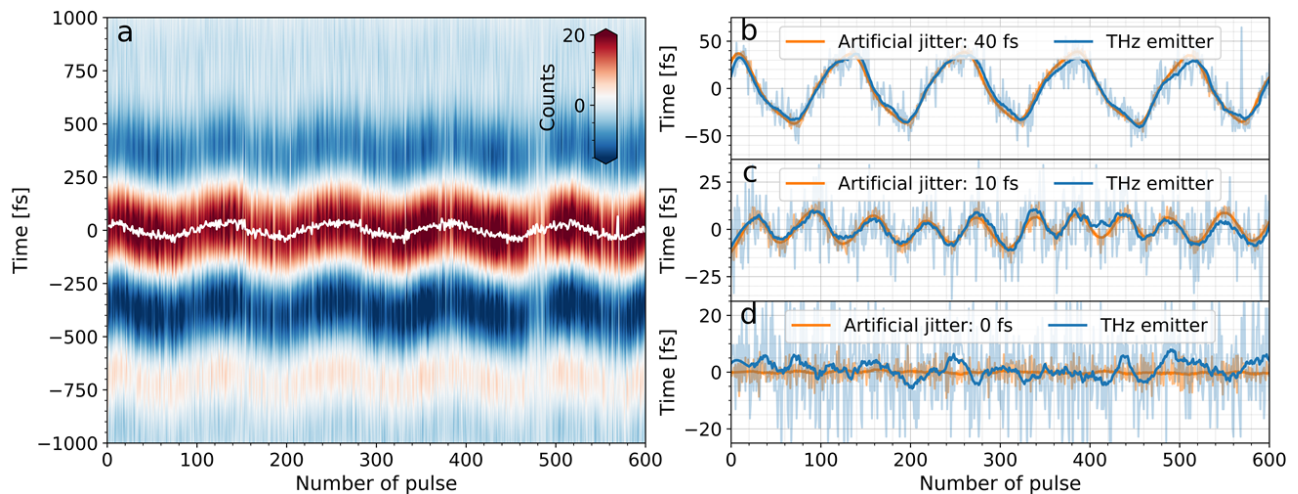 a
1000
750
500
250
0
−250
−500
−750
−1000
Time [fs]
0
100
200
300
400
500
600
Number of pulse
Counts
20
0
b
Artificial jitter: 40 fs
THz emitter
50
0
−50
Time [fs]
c
Artificial jitter: 10 fs
THz emitter
25
0
−25
Time [fs]
d
Artificial jitter: 0 fs
THz emitter
20
0
−20
Time [fs]
0
100
200
300
400
500
600
Number of pulse